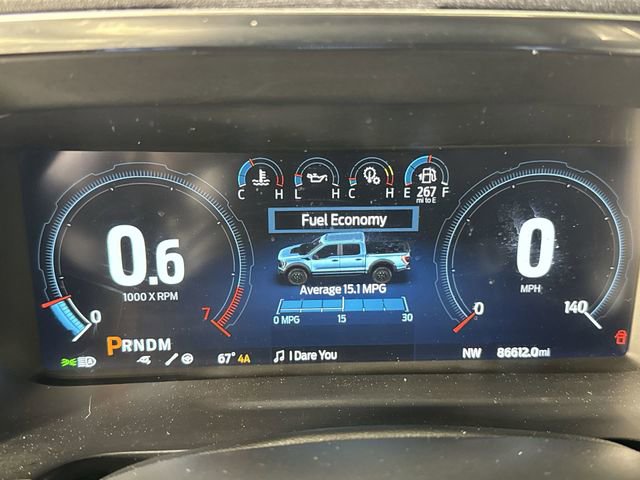 C H L H C H E 267 F
mi to E
Fuel Economy
0.6
1000 X RPM
0 7
0
MPH
0 140
Average 15.1 MPG
0 MPG 15 30
PRNDM
67° 4A
I Dare You
NW 86612.0mi